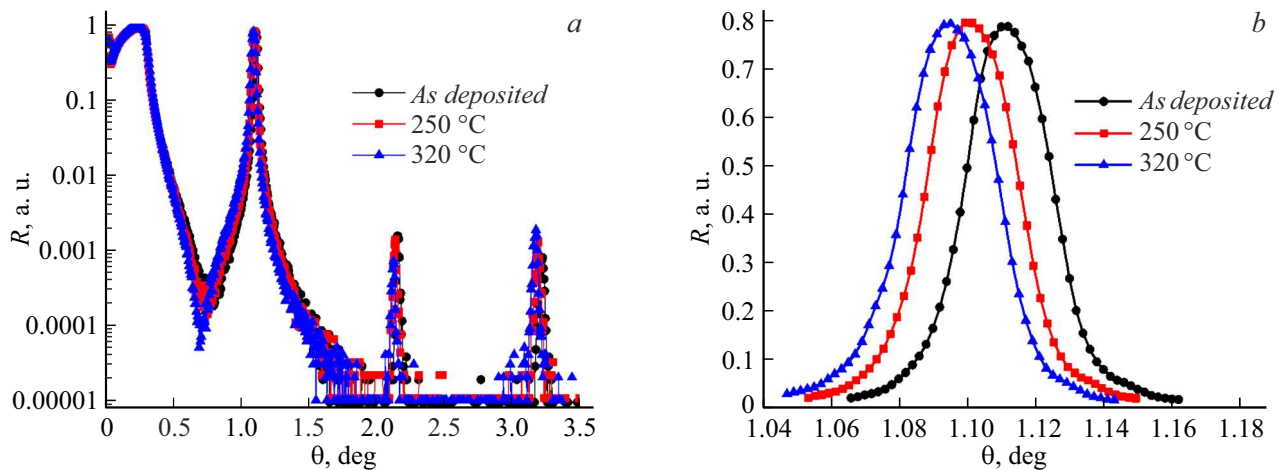 a
R, a. u.
1
0.1
0.01
0.001
0.0001
0.00001
As deposited
250 °C
320 °C
0 0.5 1.0 1.5 2.0 2.5 3.0 3.5
θ, deg
b
R, a. u.
0.8
0.7
0.6
0.5
0.4
0.3
0.2
0.1
0
As deposited
250 °C
320 °C
1.04 1.06 1.08 1.10 1.12 1.14 1.16 1.18
θ, deg